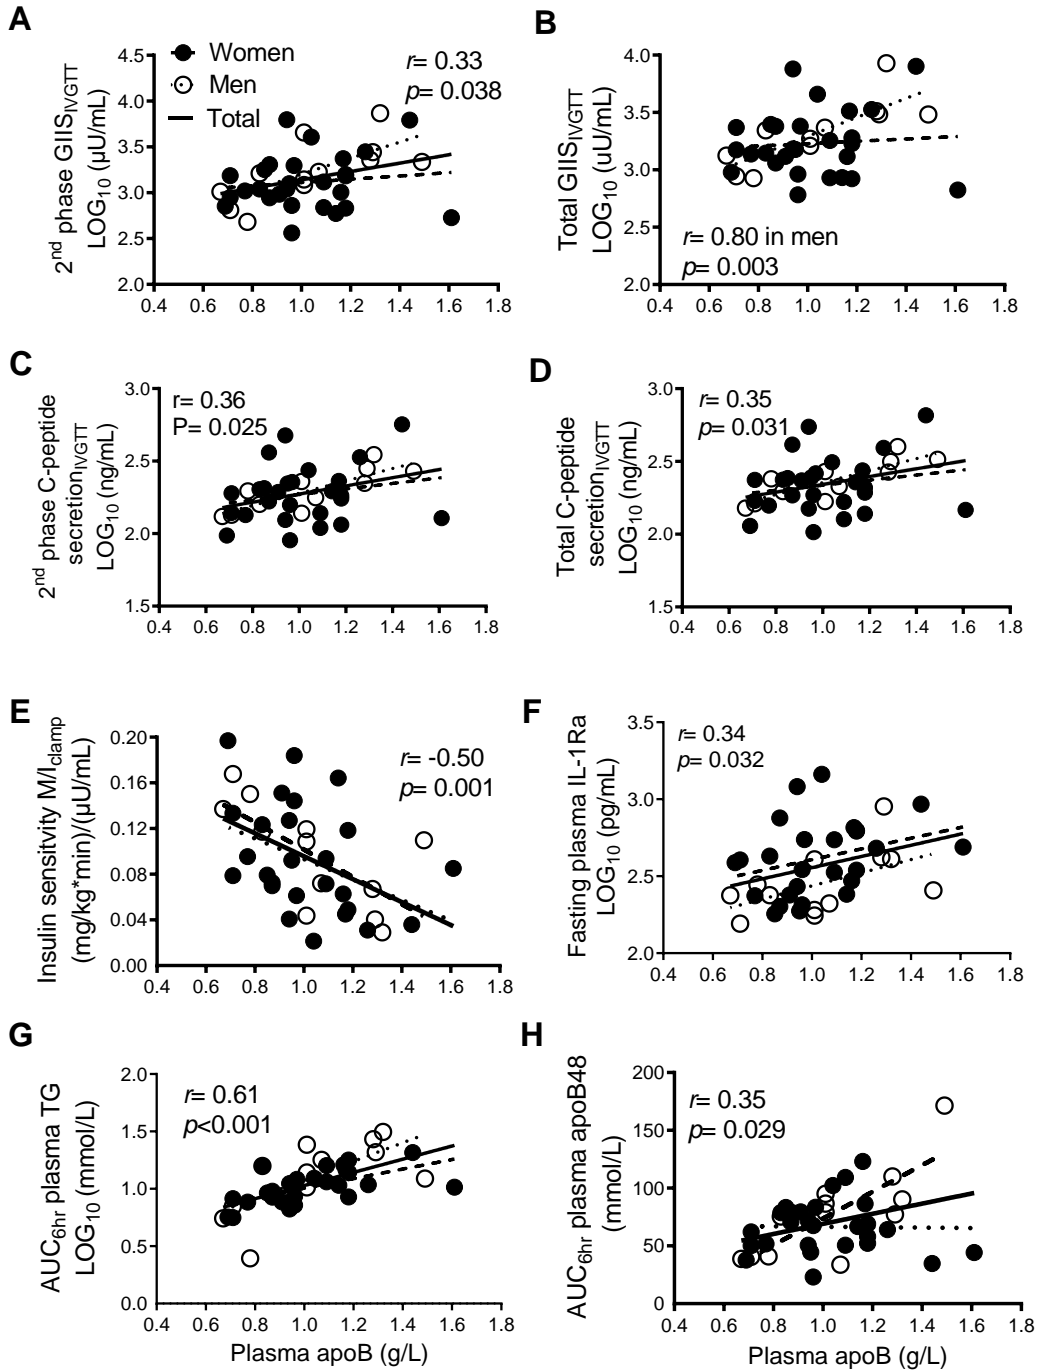 A
Women
Men
Total
r= 0.33
p= 0.038
2nd phase GIISIVGTT
LOG10 (µU/mL)
4.5
4.0
3.5
3.0
2.5
2.0
0.4 0.6 0.8 1.0 1.2 1.4 1.6 1.8
B
Total GIISIVGTT
LOG10 (uU/mL)
4.0
3.5
3.0
2.5
2.0
r= 0.80 in men
p= 0.003
0.4 0.6 0.8 1.0 1.2 1.4 1.6 1.8
C
r= 0.36
P= 0.025
2nd phase C-peptide
secretionIVGTT
LOG10 (ng/mL)
3.0
2.5
2.0
1.5
0.4 0.6 0.8 1.0 1.2 1.4 1.6 1.8
D
r= 0.35
p= 0.031
Total C-peptide
secretionIVGTT
LOG10 (ng/mL)
3.0
2.5
2.0
1.5
0.4 0.6 0.8 1.0 1.2 1.4 1.6 1.8
E
r= -0.50
p= 0.001
Insulin sensitvity M/Iclamp
(mg/kg*min)/(µU/mL)
0.20
0.16
0.12
0.08
0.04
0.00
0.4 0.6 0.8 1.0 1.2 1.4 1.6 1.8
F
r= 0.34
p= 0.032
Fasting plasma IL-1Ra
LOG10 (pg/mL)
3.5
3.0
2.5
2.0
0.4 0.6 0.8 1.0 1.2 1.4 1.6 1.8
G
r= 0.61
p<0.001
AUC6hr plasma TG
LOG10 (mmol/L)
2.0
1.5
1.0
0.5
0.0
0.4 0.6 0.8 1.0 1.2 1.4 1.6 1.8
Plasma apoB (g/L)
H
r= 0.35
p= 0.029
AUC6hr plasma apoB48
(mmol/L)
200
150
100
50
0
0.4 0.6 0.8 1.0 1.2 1.4 1.6 1.8
Plasma apoB (g/L)